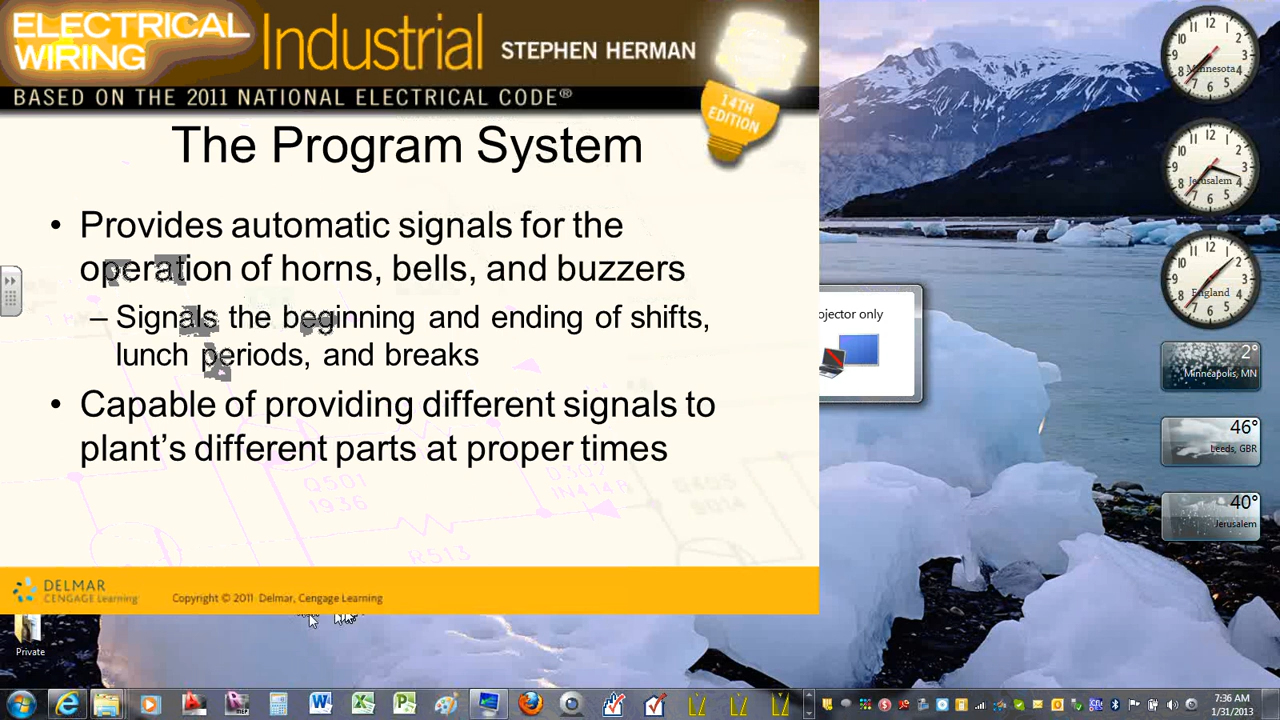 ELECTRICAL
WIRING
Industrial
STEPHEN HERMAN
BASED ON THE 2011 NATIONAL ELECTRICAL CODE®
14TH
EDITION
The Program System
• Provides automatic signals for the
operation of horns, bells, and buzzers
– Signals the beginning and ending of shifts,
lunch periods, and breaks
• Capable of providing different signals to
plant's different parts at proper times
Q501
1936
R513
DELMAR
CENGAGE Learning
Copyright © 2011 Delmar, Cengage Learning
ojector only
Minnesota
Jerusalem
England
2°
Minneapolis, MN
46°
Leeds, GBR
40°
Jerusalem
Private
7:36 AM
1/31/2013